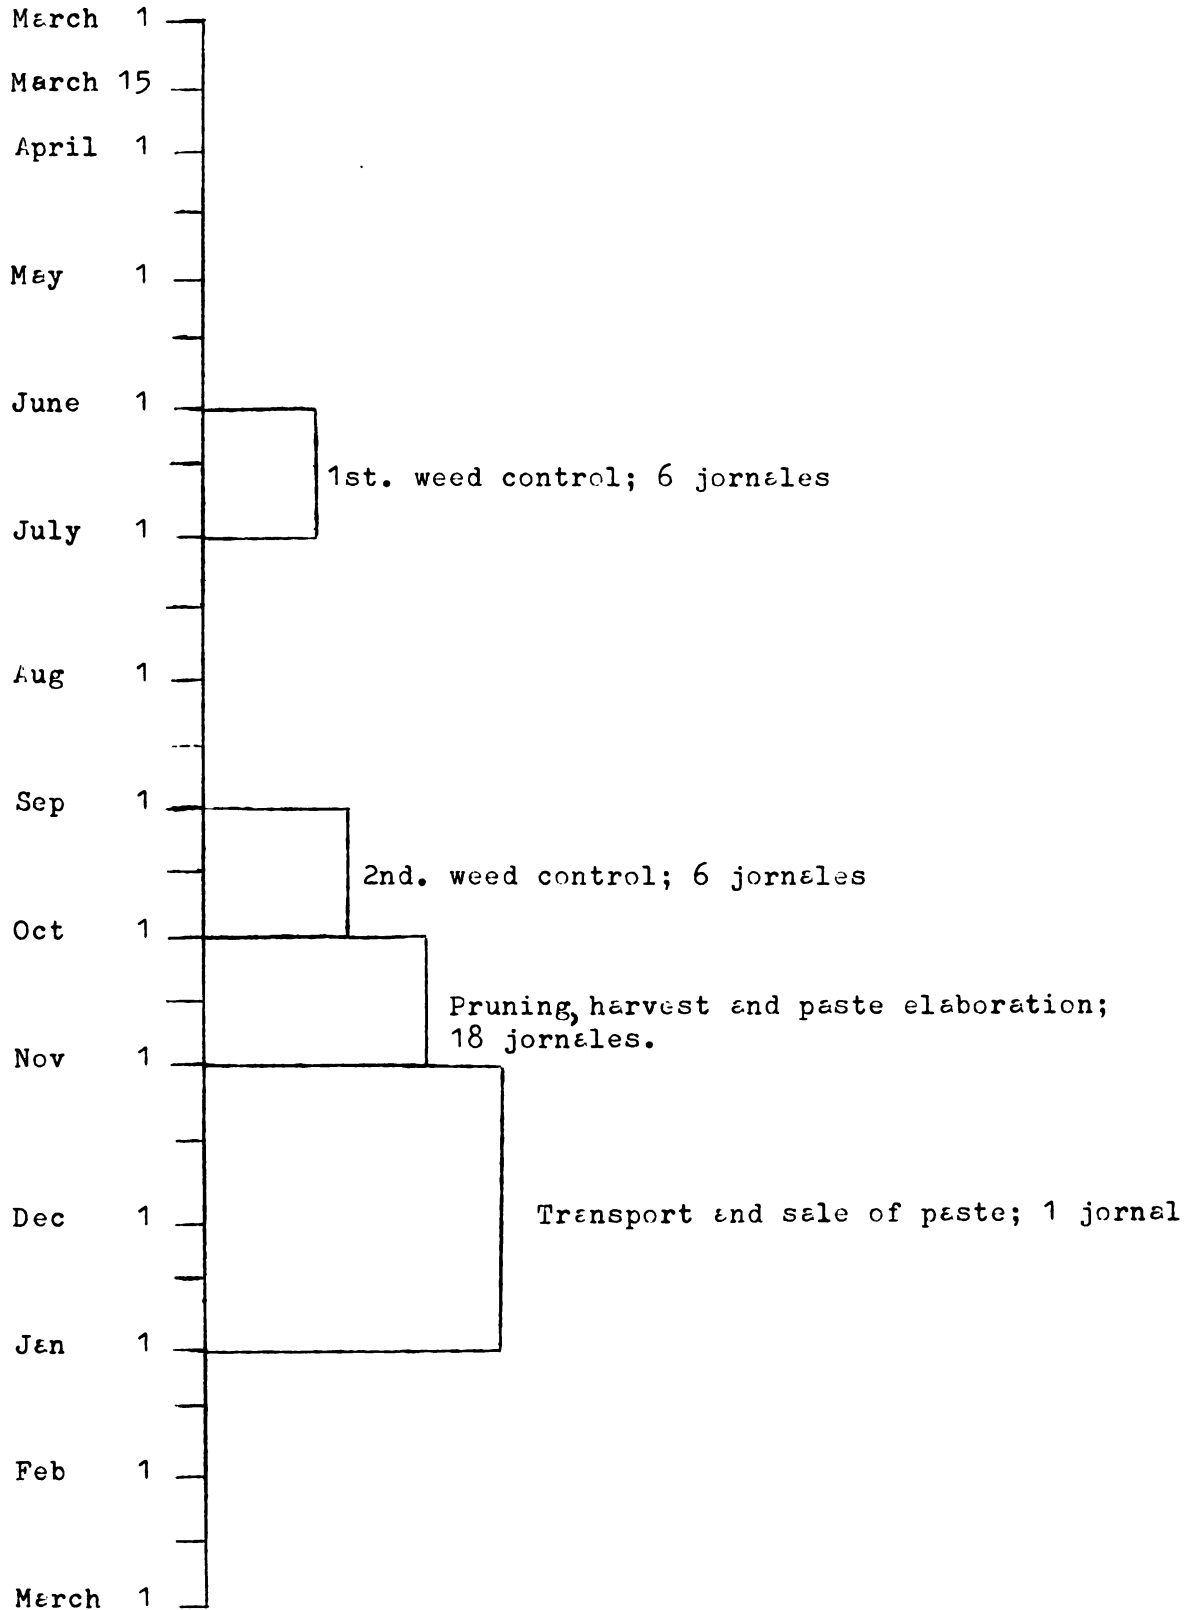 March 1
March 15
April 1
May 1
June 1
1st. weed control; 6 jornales
July 1
Aug 1
Sep 1
2nd. weed control; 6 jornales
Oct 1
Pruning, harvest and paste elaboration;
18 jornales.
Nov 1
Dec 1
Transport and sale of paste; 1 jornal
Jan 1
Feb 1
March 1